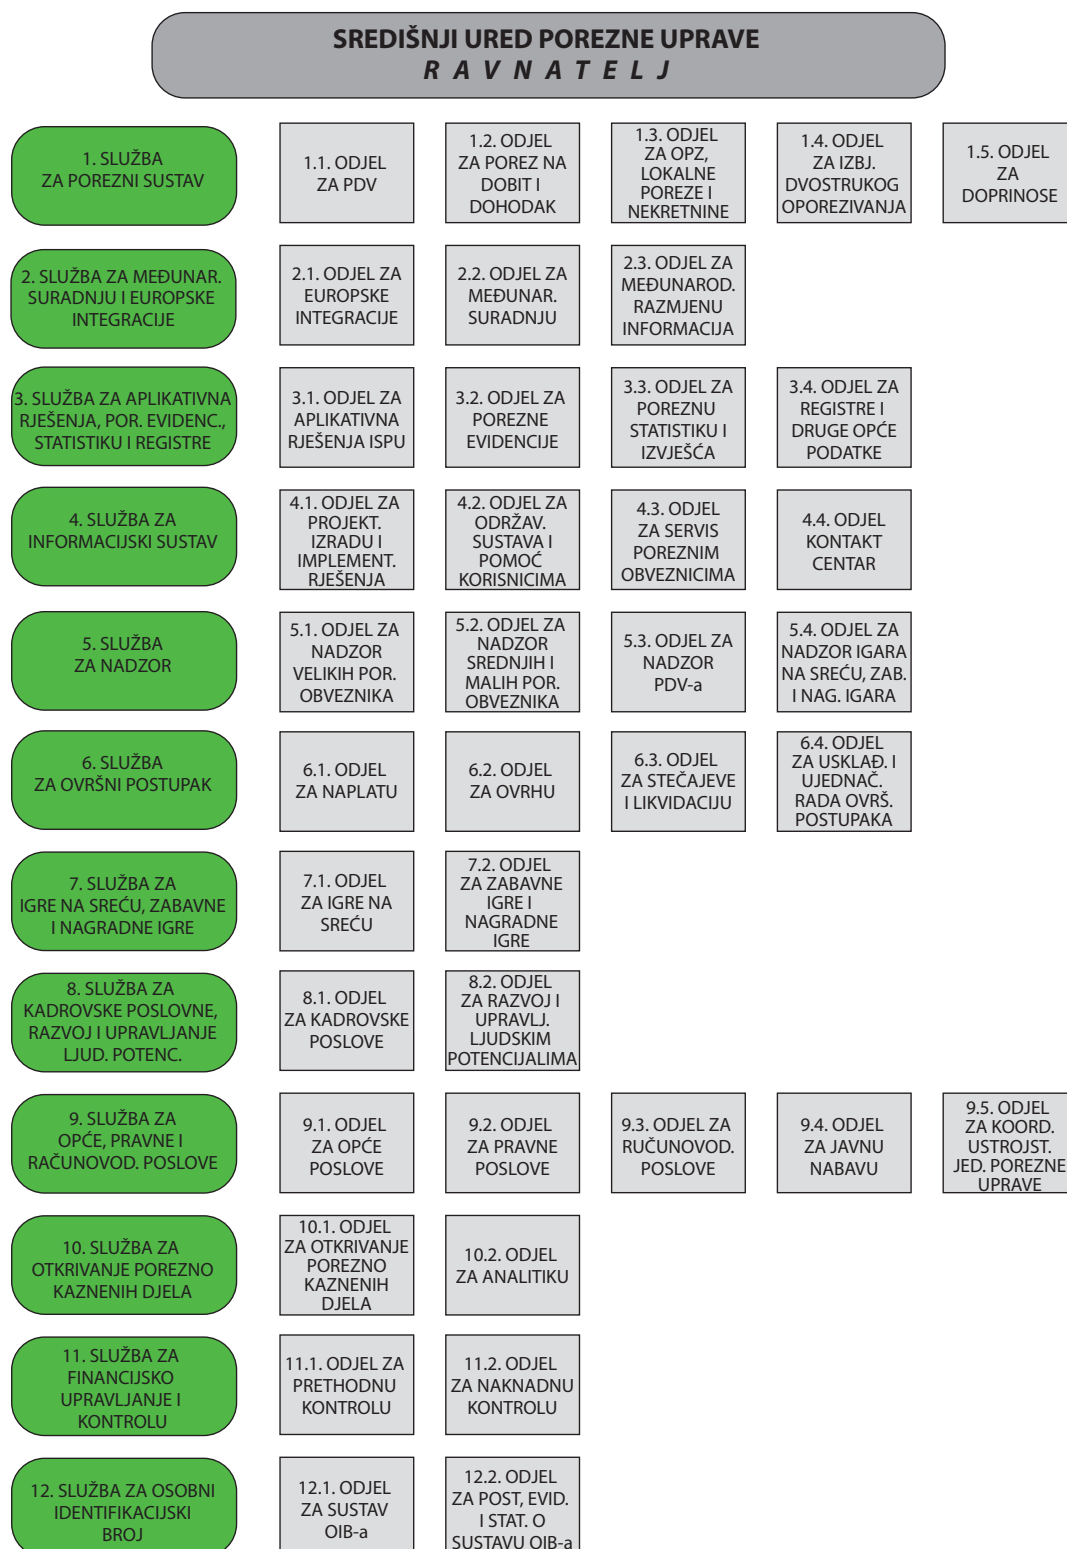 SREDIŠNJI URED POREZNE UPRAVE
R A V N A T E L J
1. SLUŽBA
ZA POREZNI SUSTAV
1.1. ODJEL
ZA PDV
1.2. ODJEL
ZA POREZ NA
DOBIT I
DOHODAK
1.3. ODJEL
ZA OPZ,
LOKALNE
POREZE I
NEKRETNINE
1.4. ODJEL
ZA IZBJ.
DVOSTRUKOG
OPOREZIVANJA
1.5. ODJEL
ZA
DOPRINOSE
2. SLUŽBA ZA MEĐUNAR.
SURADNJU I EUROPSKE
INTEGRACIJE
2.1. ODJEL ZA
EUROPSKE
INTEGRACIJE
2.2. ODJEL ZA
MEĐUNAR.
SURADNJU
2.3. ODJEL ZA
MEĐUNAROD.
RAZMJENU
INFORMACIJA
3. SLUŽBA ZA APLIKATIVNA
RJEŠENJA, POR. EVIDENC.,
STATISTIKU I REGISTRE
3.1. ODJEL ZA
APLIKATIVNA
RJEŠENJA ISPU
3.2. ODJEL ZA
POREZNE
EVIDENCIJE
3.3. ODJEL ZA
POREZNU
STATISTIKU I
IZVJEŠĆA
3.4. ODJEL ZA
REGISTRE I
DRUGE OPĆE
PODATKE
4. SLUŽBA ZA
INFORMACIJSKI SUSTAV
4.1. ODJEL ZA
PROJEKT.
IZRADU I
IMPLEMENT.
RJEŠENJA
4.2. ODJEL ZA
ODRŽAV.
SUSTAVA I
POMOĆ
KORISNICIMA
4.3. ODJEL
ZA SERVIS
POREZNIM
OBVEZNICIMA
4.4. ODJEL
KONTAKT
CENTAR
5. SLUŽBA
ZA NADZOR
5.1. ODJEL ZA
NADZOR
VELIKIH POR.
OBVEZNIKA
5.2. ODJEL ZA
NADZOR
SREDNJIH I
MALIH POR.
OBVEZNIKA
5.3. ODJEL ZA
NADZOR
PDV-a
5.4. ODJEL ZA
NADZOR IGARA
NA SREĆU, ZAB.
I NAG. IGARA
6. SLUŽBA
ZA OVRŠNI POSTUPAK
6.1. ODJEL
ZA NAPLATU
6.2. ODJEL
ZA OVRHU
6.3. ODJEL
ZA STEČAJEVE
I LIKVIDACIJU
6.4. ODJEL
ZA USKLAĐ. I
UJEDNAČ.
RADA OVRŠ.
POSTUPAKA
7. SLUŽBA ZA
IGRE NA SREĆU, ZABAVNE
I NAGRADNE IGRE
7.1. ODJEL
ZA IGRE NA
SREĆU
7.2. ODJEL
ZA ZABAVNE
IGRE I
NAGRADNE
IGRE
8. SLUŽBA ZA
KADROVSKE POSLOVNE,
RAZVOJ I UPRAVLJANJE
LJUD. POTENC.
8.1. ODJEL
ZA KADROVSKE
POSLOVE
8.2. ODJEL
ZA RAZVOJ I
UPRAVLJ.
LJUDSKIM
POTENCIJALIMA
9. SLUŽBA ZA
OPĆE, PRAVNE I
RAČUNOVOD. POSLOVE
9.1. ODJEL
ZA OPĆE
POSLOVE
9.2. ODJEL
ZA PRAVNE
POSLOVE
9.3. ODJEL ZA
RUČUNOVOD.
POSLOVE
9.4. ODJEL
ZA JAVNU
NABAVU
9.5. ODJEL
ZA KOORD.
USTROJST.
JED. POREZNE
UPRAVE
10. SLUŽBA ZA
OTKRIVANJE POREZNO
KAZNENIH DJELA
10.1. ODJEL
ZA OTKRIVANJE
POREZNO
KAZNENIH
DJELA
10.2. ODJEL
ZA ANALITIKU
11. SLUŽBA ZA
FINANCIJSKO
UPRAVLJANJE I
KONTROLU
11.1. ODJEL ZA
PRETHODNU
KONTROLU
11.2. ODJEL
ZA NAKNADNU
KONTROLU
12. SLUŽBA ZA OSOBNI
IDENTIFIKACIJSKI
BROJ
12.1. ODJEL
ZA SUSTAV
OIB-a
12.2. ODJEL
ZA POST, EVID.
I STAT. O
SUSTAVU OIB-a